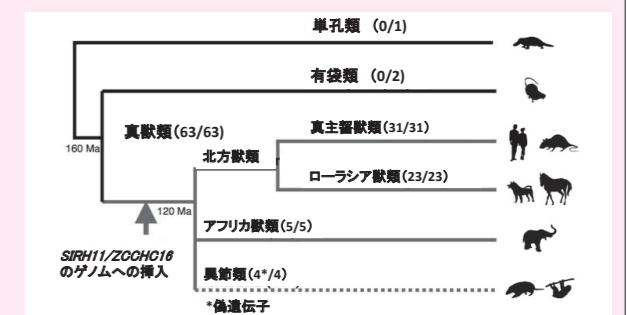 単孔類 (0/1)
有袋類 (0/2)
真獣類(63/63)
真主齧獣類(31/31)
160 Ma
北方獣類
ローラシア獣類(23/23)
120 Ma
アフリカ獣類(5/5)
SIRH11/ZCCHC16
のゲノムへの挿入
異節類(4*/4)
*偽遺伝子